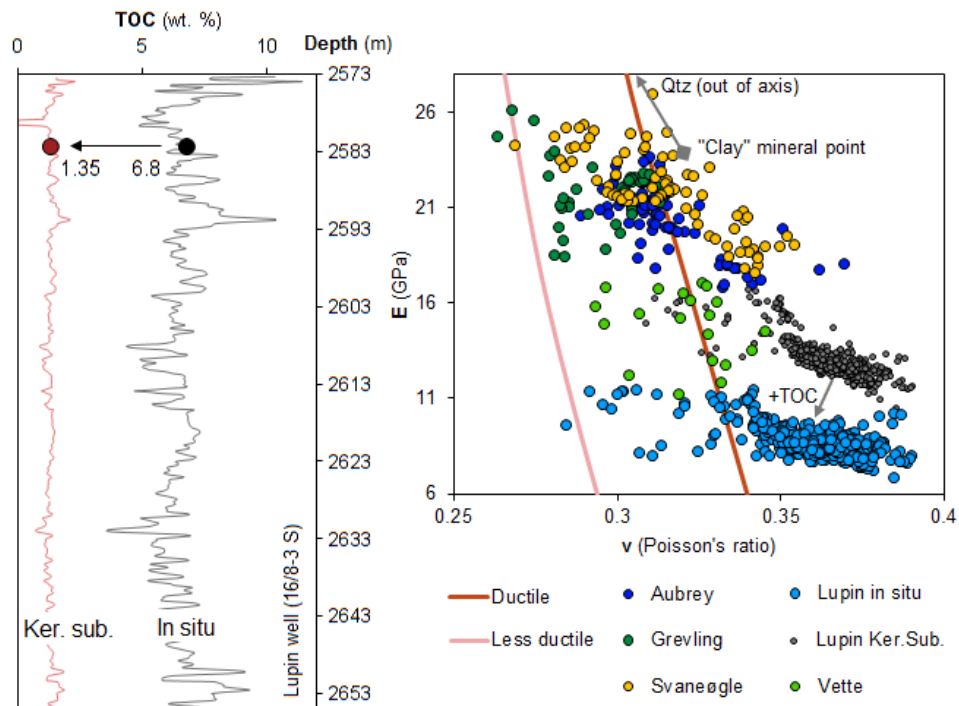 TOC (wt. %)
0 5 10 Depth (m)
2573
2583
2593
2603
2613
2623
2633
2643
2653
1.35 6.8
Ker. sub. In situ
Lupin well (16/8-3 S)
E (GPa)
26
21
16
11
6
0.25 0.3 0.35 0.4
v (Poisson's ratio)
Qtz (out of axis)
"Clay" mineral point
+TOC
Ductile
Less ductile
Aubrey
Grevling
Svaneøgle
Lupin in situ
Lupin Ker.Sub.
Vette